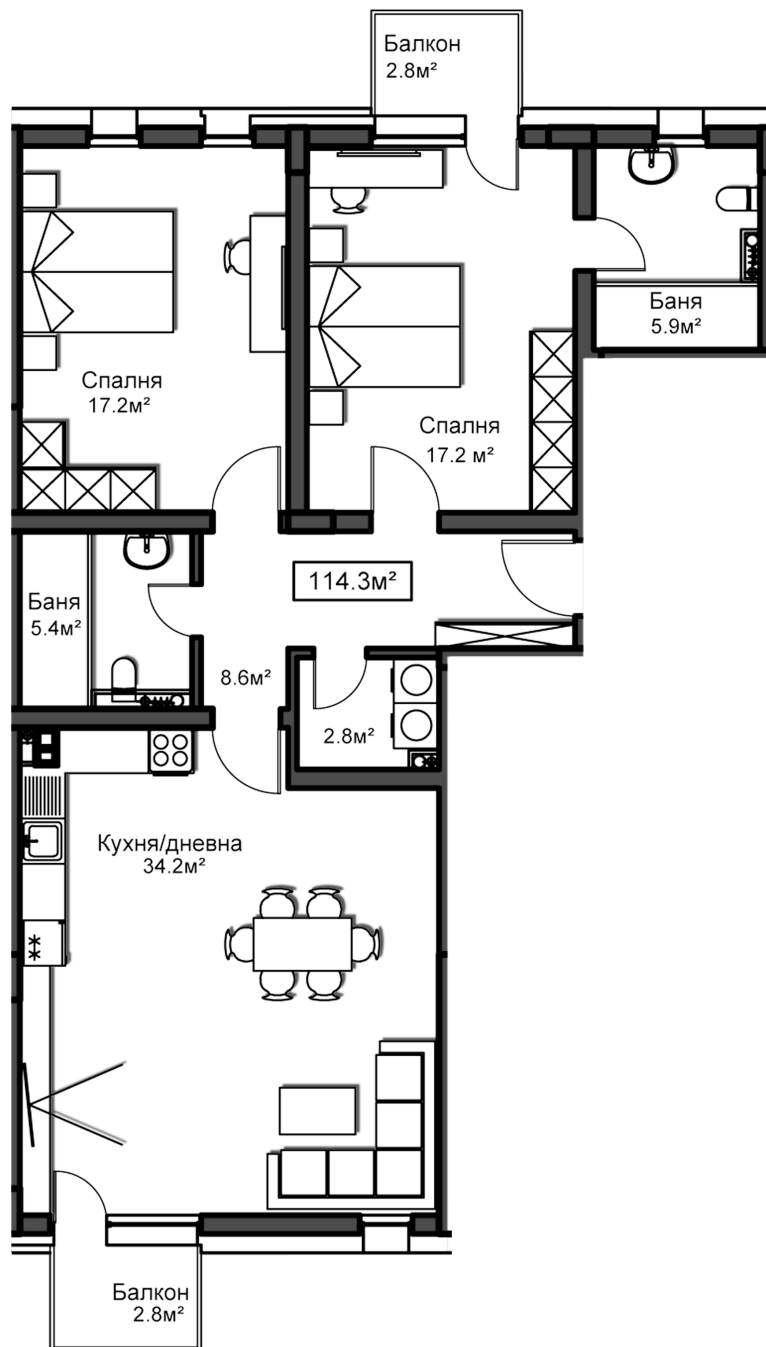 Балкон
2.8м²
Баня
5.9м²
Спалня
17.2м²
Спалня
17.2 м²
114.3м²
Баня
5.4м²
8.6м²
2.8м²
Кухня/дневна
34.2м²
Балкон
2.8м²